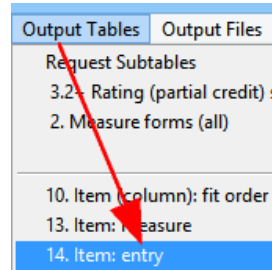 Output Tables Output Files
Request Subtables
3.2+ Rating (partial credit)
2. Measure forms (all)
10. Item (column): fit order
13. Item: measure
14. Item: entry